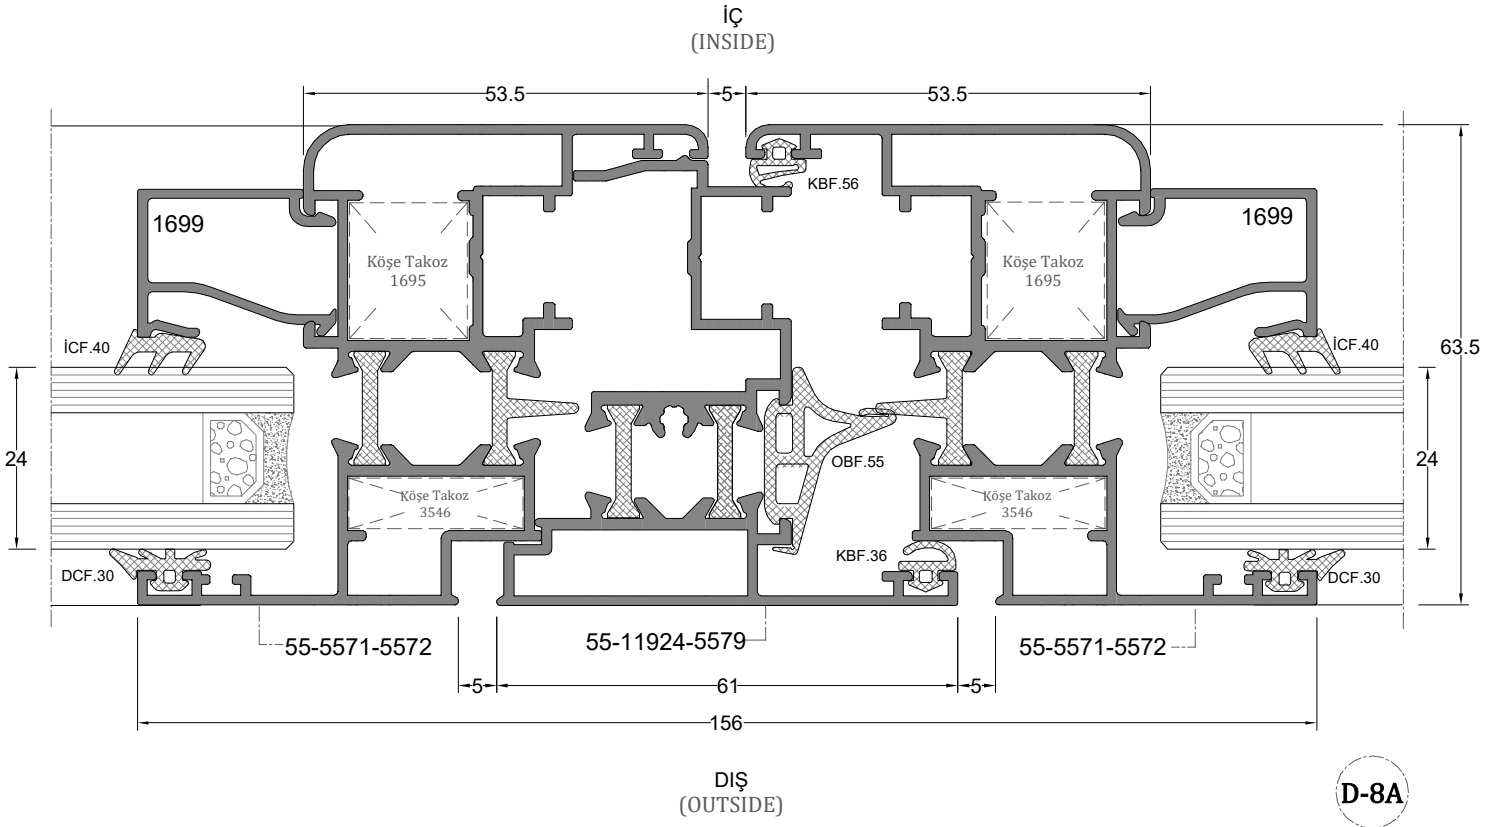 İÇ
(INSIDE)
53.5
5
53.5
KBF.56
1699
1699
Köşe Takoz
1695
Köşe Takoz
1695
İCF.40
İCF.40
63.5
24
24
OBF.55
Köşe Takoz
3546
Köşe Takoz
3546
KBF.36
DCF.30
DCF.30
55-5571-5572
55-11924-5579
55-5571-5572
5
61
5
156
DIŞ
(OUTSIDE)
D-8A